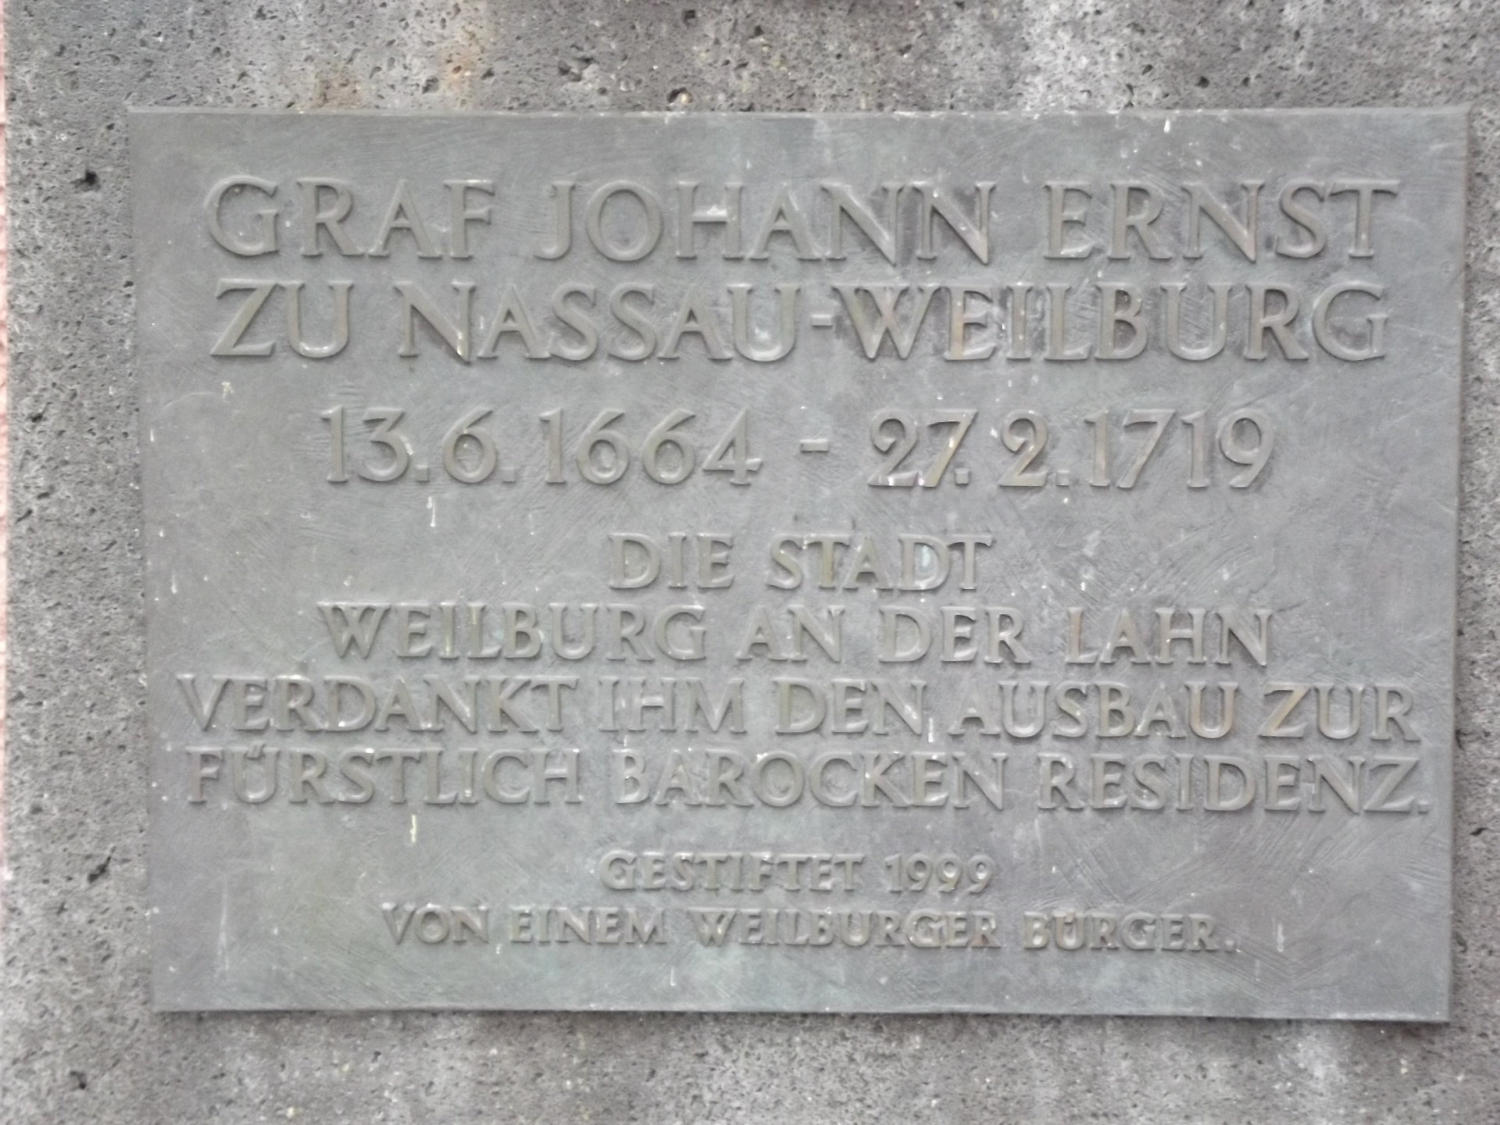 GRAF JOHANN ERNST
ZU NASSAU-WEILBURG
13.6.1664 - 27.2.1719
DIE STADT
WEILBURG AN DER LAHN
VERDANKT IHM DEN AUSBAU ZUR
FÜRSTLICH BAROCKEN RESIDENZ.
GESTIFTET 1999
VON EINEM WEILBURGER BÜRGER.